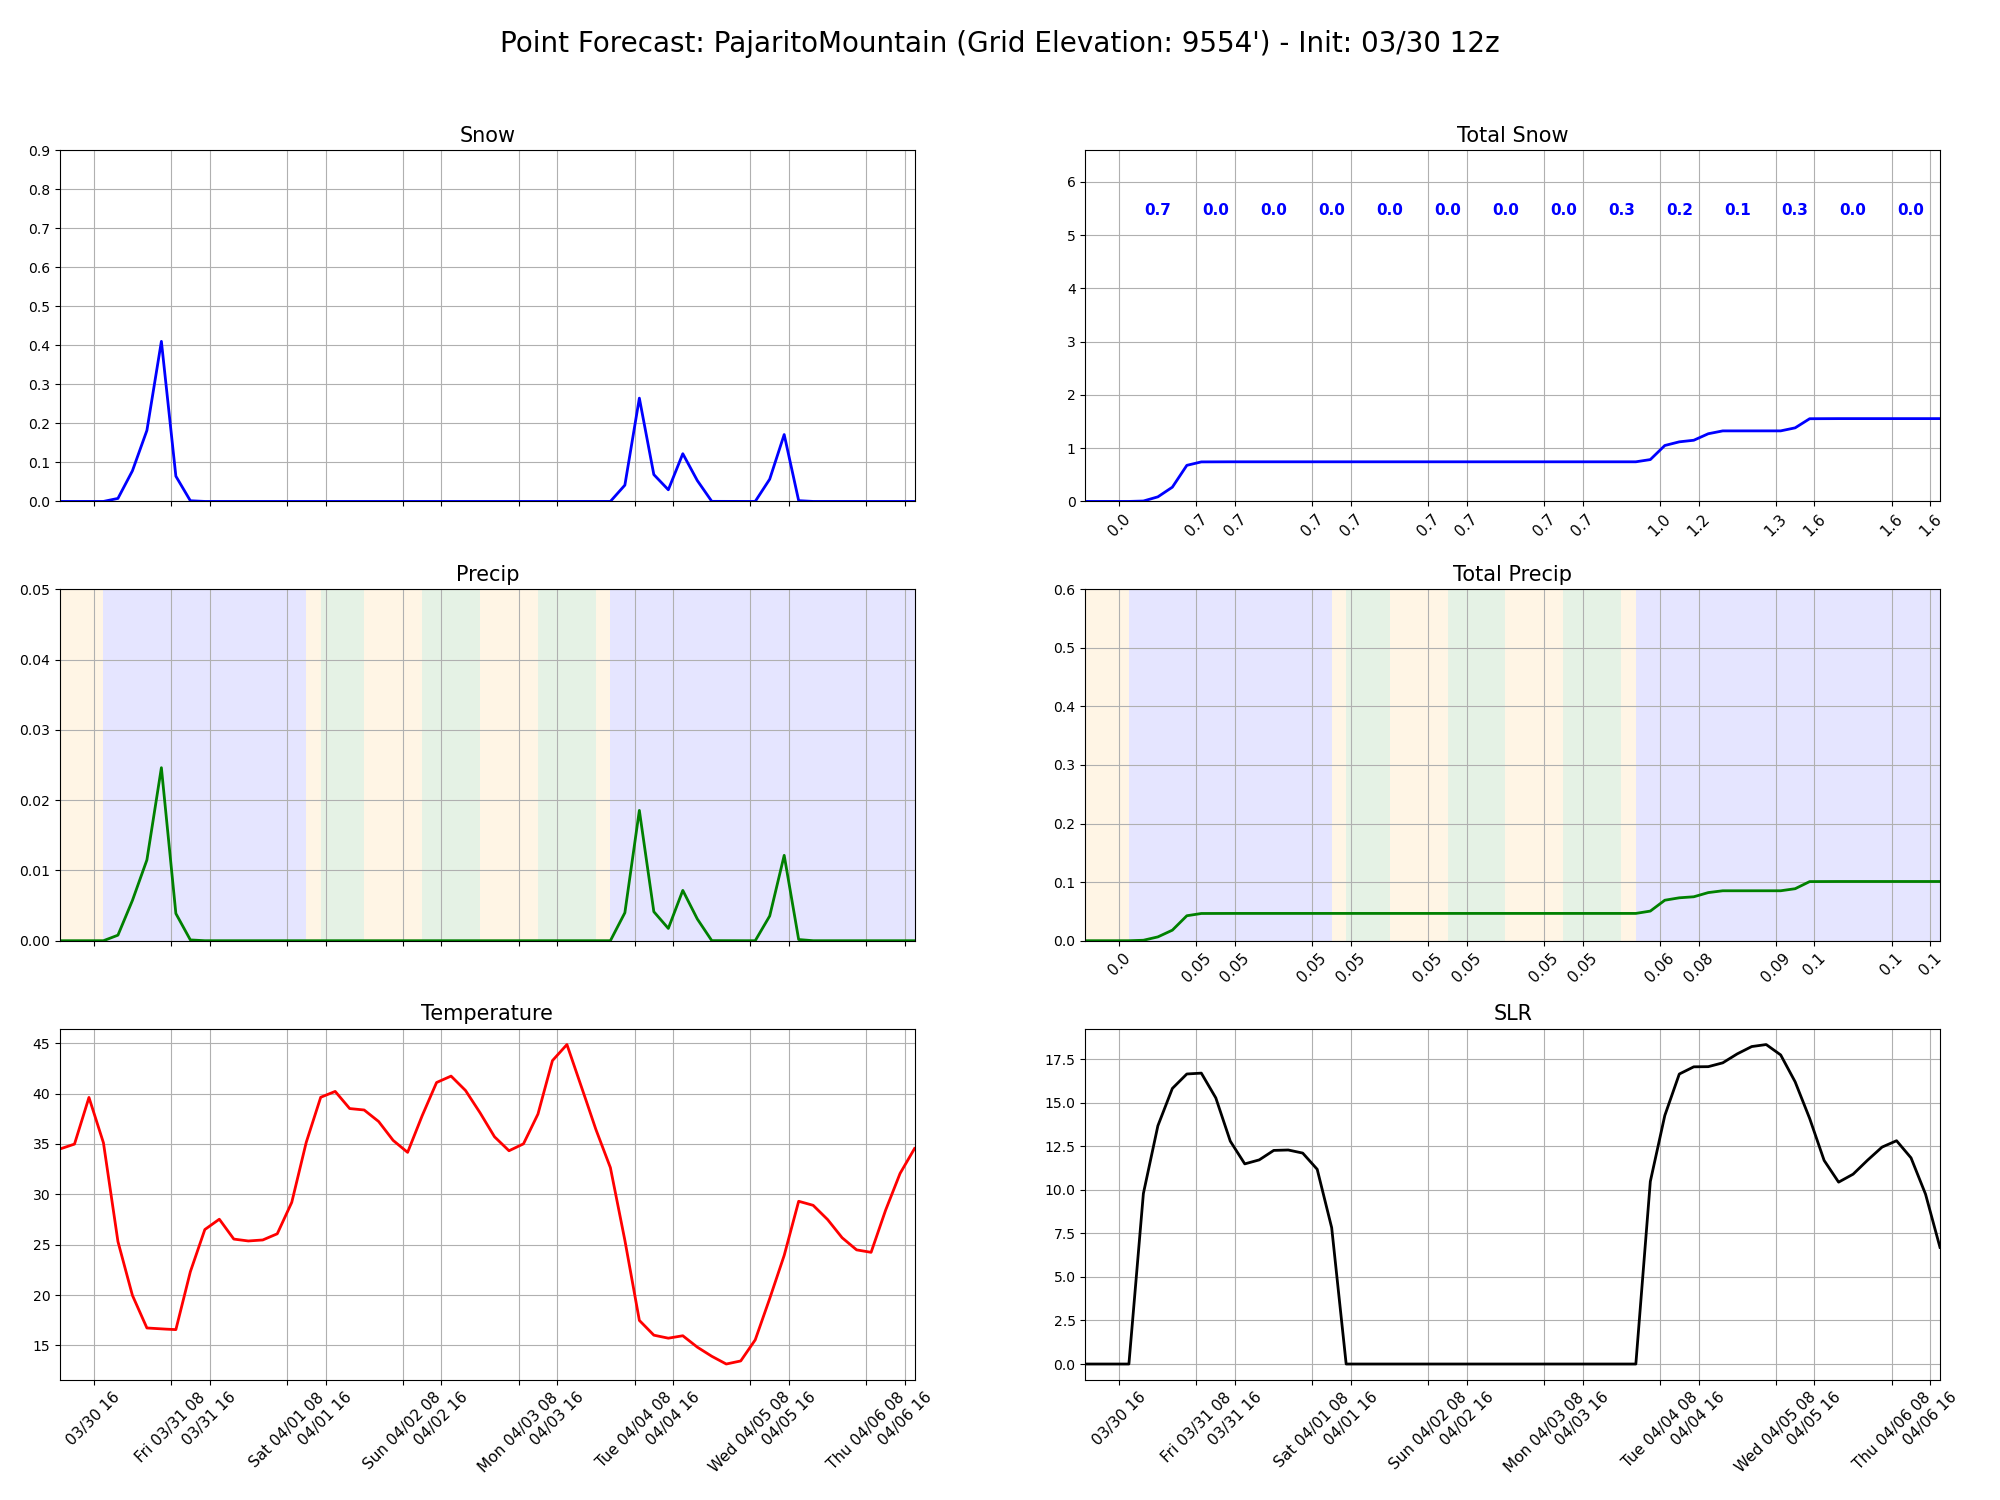 Point Forecast: PajaritoMountain (Grid Elevation: 9554') - Init: 03/30 12z
Snow
0.9
0.8
0.7
0.6
0.5
0.4
0.3
0.2
0.1
0.0
Total Snow
6
5
4
3
2
1
0
0.7 0.0 0.0 0.0 0.0 0.0 0.0 0.0 0.3 0.2 0.1 0.3 0.0 0.0
0.0 0.7 0.7 0.7 0.7 0.7 0.7 0.7 0.7 1.0 1.2 1.3 1.6 1.6 1.6
Precip
0.05
0.04
0.03
0.02
0.01
0.00
Total Precip
0.6
0.5
0.4
0.3
0.2
0.1
0.0
0.0 0.05 0.05 0.05 0.05 0.05 0.05 0.05 0.05 0.06 0.08 0.09 0.1 0.1 0.1
Temperature
45
40
35
30
25
20
15
03/30 16
Fri 03/31 08
03/31 16
Sat 04/01 08
04/01 16
Sun 04/02 08
04/02 16
Mon 04/03 08
04/03 16
Tue 04/04 08
04/04 16
Wed 04/05 08
04/05 16
Thu 04/06 08
04/06 16
SLR
17.5
15.0
12.5
10.0
7.5
5.0
2.5
0.0
03/30 16
Fri 03/31 08
03/31 16
Sat 04/01 08
04/01 16
Sun 04/02 08
04/02 16
Mon 04/03 08
04/03 16
Tue 04/04 08
04/04 16
Wed 04/05 08
04/05 16
Thu 04/06 08
04/06 16